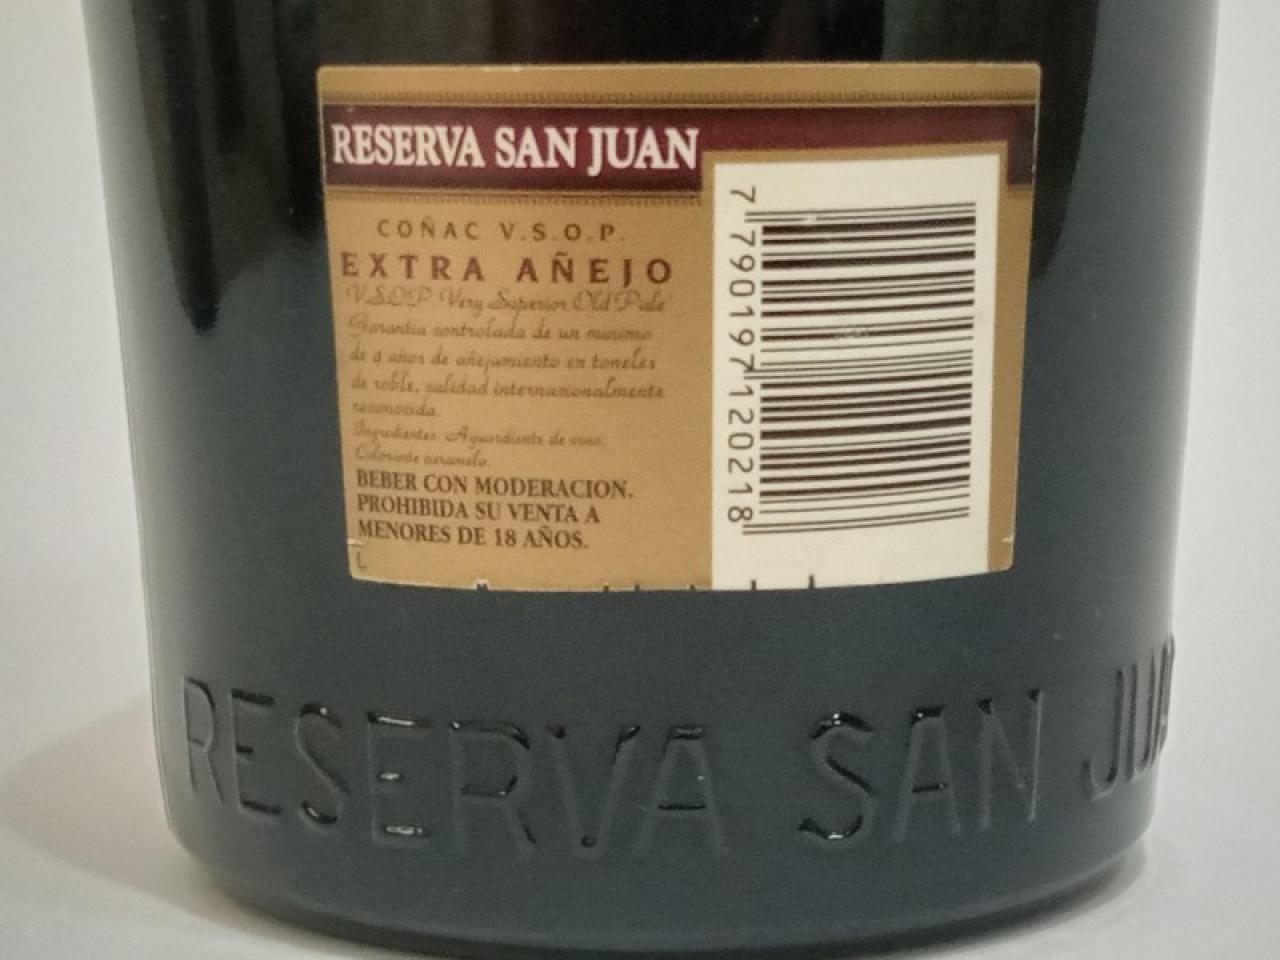 RESERVA SAN JUAN
COÑAC V.S.O.P.
EXTRA AÑEJO
V.S.O.P Very Superior Old Pale
Garantía controlada de un mínimo
de 3 años de añejamiento en toneles
de roble, calidad internacionalmente
reconocida.
Ingredientes: Aguardiente de vino.
Colorante caramelo.
BEBER CON MODERACION.
PROHIBIDA SU VENTA A
MENORES DE 18 AÑOS.
L
7 790197 120218
RESERVA SAN JUAN